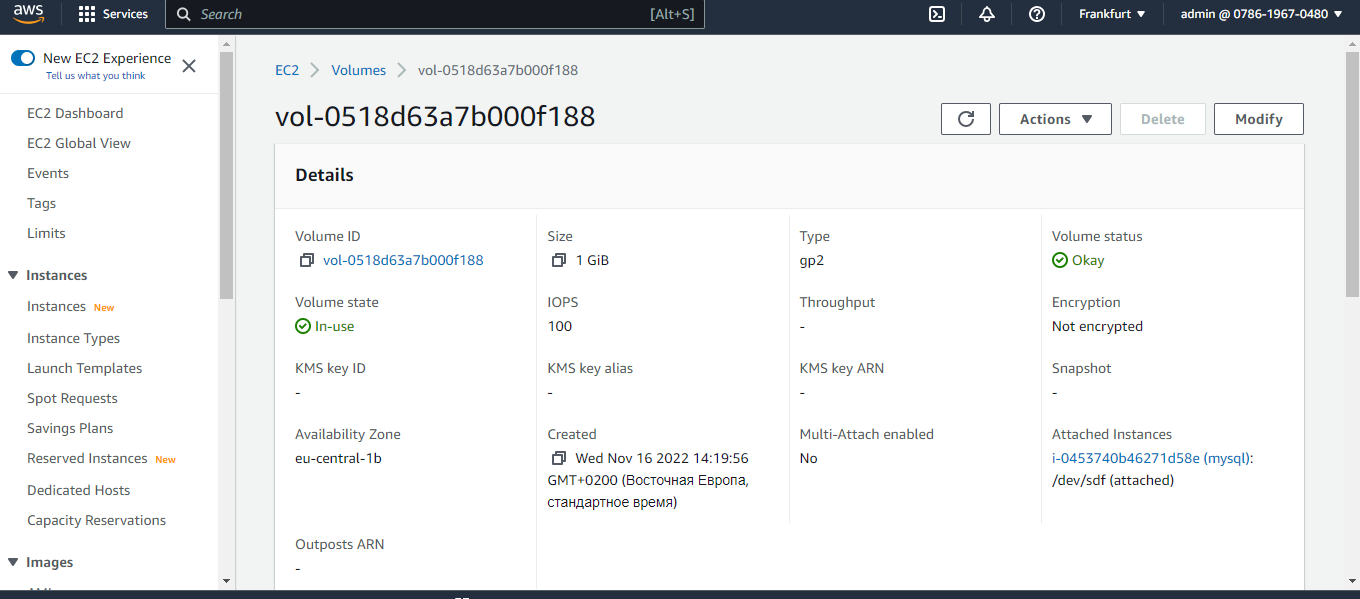 aws
Services
Search
[Alt+S]
Frankfurt
admin @ 0786-1967-0480
New EC2 Experience
Tell us what you think
EC2 Dashboard
EC2 Global View
Events
Tags
Limits
Instances
Instances New
Instance Types
Launch Templates
Spot Requests
Savings Plans
Reserved Instances New
Dedicated Hosts
Capacity Reservations
Images
EC2 > Volumes > vol-0518d63a7b000f188
vol-0518d63a7b000f188
Actions
Delete
Modify
Details
Volume ID
vol-0518d63a7b000f188
Size
1 GiB
Type
gp2
Volume status
Okay
Volume state
In-use
IOPS
100
Throughput
-
Encryption
Not encrypted
KMS key ID
-
KMS key alias
-
KMS key ARN
-
Snapshot
-
Availability Zone
eu-central-1b
Created
Wed Nov 16 2022 14:19:56
GMT+0200 (Восточная Европа,
стандартное время)
Multi-Attach enabled
No
Attached Instances
i-0453740b46271d58e (mysql):
/dev/sdf (attached)
Outposts ARN
-